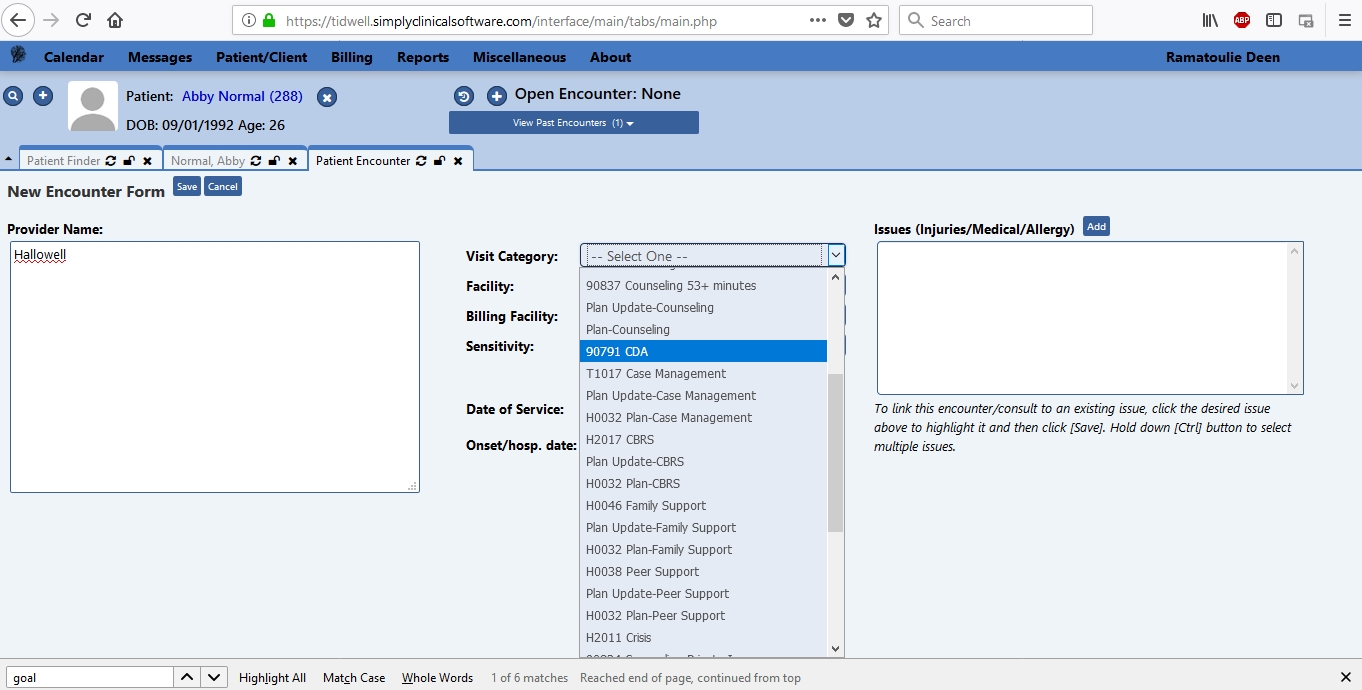 https://tidwell.simplyclinicalsoftware.com/interface/main/tabs/main.php
Search
ABP
Calendar Messages Patient/Client Billing Reports Miscellaneous About Ramatoulie Deen
Patient: Abby Normal (288)
DOB: 09/01/1992 Age: 26
Open Encounter: None
View Past Encounters (1)
Patient Finder Normal, Abby Patient Encounter
New Encounter Form Save Cancel
Provider Name:
Hallowell
Visit Category: -- Select One --
Facility:
Billing Facility:
Sensitivity:
Date of Service:
Onset/hosp. date:
90837 Counseling 53+ minutes
Plan Update-Counseling
Plan-Counseling
90791 CDA
T1017 Case Management
Plan Update-Case Management
H0032 Plan-Case Management
H2017 CBRS
Plan Update-CBRS
H0032 Plan-CBRS
H0046 Family Support
Plan Update-Family Support
H0032 Plan-Family Support
H0038 Peer Support
Plan Update-Peer Support
H0032 Plan-Peer Support
H2011 Crisis
Issues (Injuries/Medical/Allergy) Add
To link this encounter/consult to an existing issue, click the desired issue
above to highlight it and then click [Save]. Hold down [Ctrl] button to select
multiple issues.
goal Highlight All Match Case Whole Words 1 of 6 matches Reached end of page, continued from top